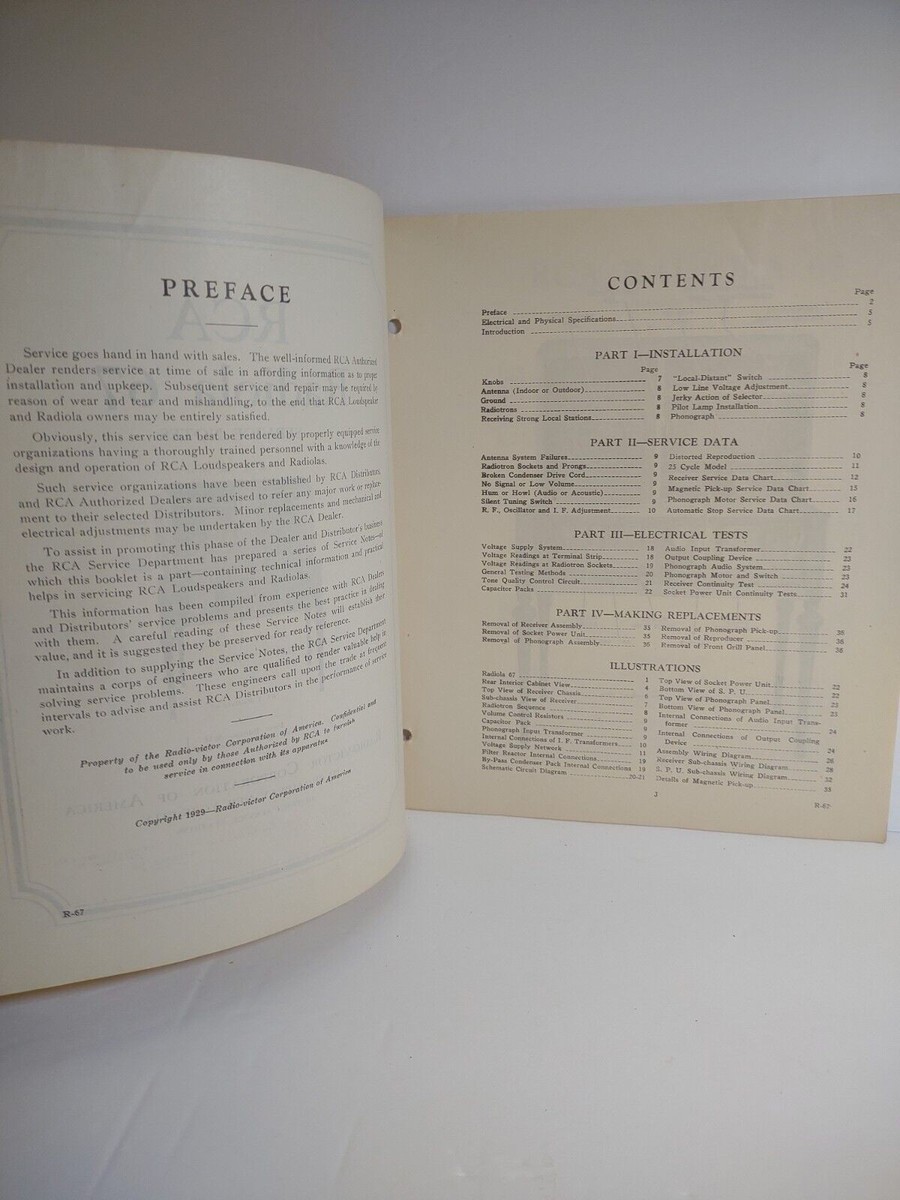 PREFACE
Service goes hand in hand with sales. The well-informed RCA Authorized
Dealer renders service at time of sale in affording information as to proper
installation and upkeep. Subsequent service and repair may be required by
reason of wear and tear and mishandling, to the end that RCA Loudspeaker
and Radiola owners may be entirely satisfied.
Obviously, this service can best be rendered by properly equipped service
organizations having a thoroughly trained personnel with a knowledge of the
design and operation of RCA Loudspeakers and Radiolas.
Such service organizations have been established by RCA Distributors
and RCA Authorized Dealers are advised to refer any major work or replace-
ment to their selected Distributors. Minor replacements and mechanical and
electrical adjustments may be undertaken by the RCA Dealer.
To assist in promoting this phase of the Dealer and Distributor's business
the RCA Service Department has prepared a series of Service Notes—of
which this booklet is a part—containing technical information and practical
helps in servicing RCA Loudspeakers and Radiolas.
This information has been compiled from experience with RCA Dealers
and Distributors' service problems and presents the best practice in dealing
with them. A careful reading of these Service Notes will establish their
value, and it is suggested they be preserved for ready reference.
In addition to supplying the Service Notes, the RCA Service Department
maintains a corps of engineers who are qualified to render valuable help in
solving service problems. These engineers call upon the trade at frequent
intervals to advise and assist RCA Distributors in the performance of service
work.
Property of the Radio-victor Corporation of America. Confidential and
to be used only by those Authorized by RCA to furnish
service in connection with its apparatus
Copyright 1929—Radio-victor Corporation of America
R-67
CONTENTS
Page
Preface 2
Electrical and Physical Specifications 5
Introduction 5
PART I—INSTALLATION
Page
Knobs 7
Antenna (Indoor or Outdoor) 8
Ground 8
Radiotrons 8
Receiving Strong Local Stations 8
Page
"Local-Distant" Switch 8
Low Line Voltage Adjustment 8
Jerky Action of Selector 8
Pilot Lamp Installation 8
Phonograph 8
PART II—SERVICE DATA
Antenna System Failures 9
Radiotron Sockets and Prongs 9
Broken Condenser Drive Cord 9
No Signal or Low Volume 9
Hum or Howl (Audio or Acoustic) 9
Silent Tuning Switch 9
R. F., Oscillator and I. F. Adjustment 10
Distorted Reproduction 10
25 Cycle Model 11
Receiver Service Data Chart 12
Magnetic Pick-up Service Data Chart 15
Phonograph Motor Service Data Chart 16
Automatic Stop Service Data Chart 17
PART III—ELECTRICAL TESTS
Voltage Supply System 18
Voltage Readings at Terminal Strip 18
Voltage Readings at Radiotron Sockets 19
General Testing Methods 20
Tone Quality Control Circuit 21
Capacitor Packs 22
Audio Input Transformer 22
Output Coupling Device 23
Phonograph Audio System 23
Phonograph Motor and Switch 23
Receiver Continuity Test 24
Socket Power Unit Continuity Tests 31
PART IV—MAKING REPLACEMENTS
Removal of Receiver Assembly 35
Removal of Socket Power Unit 35
Removal of Phonograph Assembly 36
Removal of Phonograph Pick-up 36
Removal of Reproducer 36
Removal of Front Grill Panel 36
ILLUSTRATIONS
Radiola 67 1
Rear Interior Cabinet View 4
Top View of Receiver Chassis 6
Sub-chassis View of Receiver 7
Radiotron Sequence 8
Volume Control Resistors 9
Capacitor Pack 9
Phonograph Input Transformer
Internal Connections of I. F. Transformers 10
Voltage Supply Network 11
Filter Reactor Internal Connections 19
By-Pass Condenser Pack Internal Connections 19
Schematic Circuit Diagram 20-21
Top View of Socket Power Unit 22
Bottom View of S. P. U. 22
Top View of Phonograph Panel 23
Bottom View of Phonograph Panel 23
Internal Connections of Audio Input Trans-
former 24
Internal Connections of Output Coupling
Device 24
Assembly Wiring Diagram 26
Receiver Sub-chassis Wiring Diagram 28
S. P. U. Sub-chassis Wiring Diagram 32
Details of Magnetic Pick-up 35
3
R-67